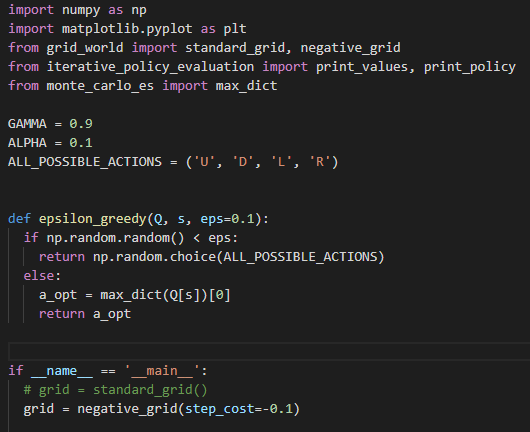 import numpy as np
import matplotlib.pyplot as plt
from grid_world import standard_grid, negative_grid
from iterative_policy_evaluation import print_values, print_policy
from monte_carlo_es import max_dict

GAMMA = 0.9
ALPHA = 0.1
ALL_POSSIBLE_ACTIONS = ('U', 'D', 'L', 'R')


def epsilon_greedy(Q, s, eps=0.1):
  if np.random.random() < eps:
    return np.random.choice(ALL_POSSIBLE_ACTIONS)
  else:
    a_opt = max_dict(Q[s])[0]
    return a_opt


if __name__ == '__main__':
  # grid = standard_grid()
  grid = negative_grid(step_cost=-0.1)